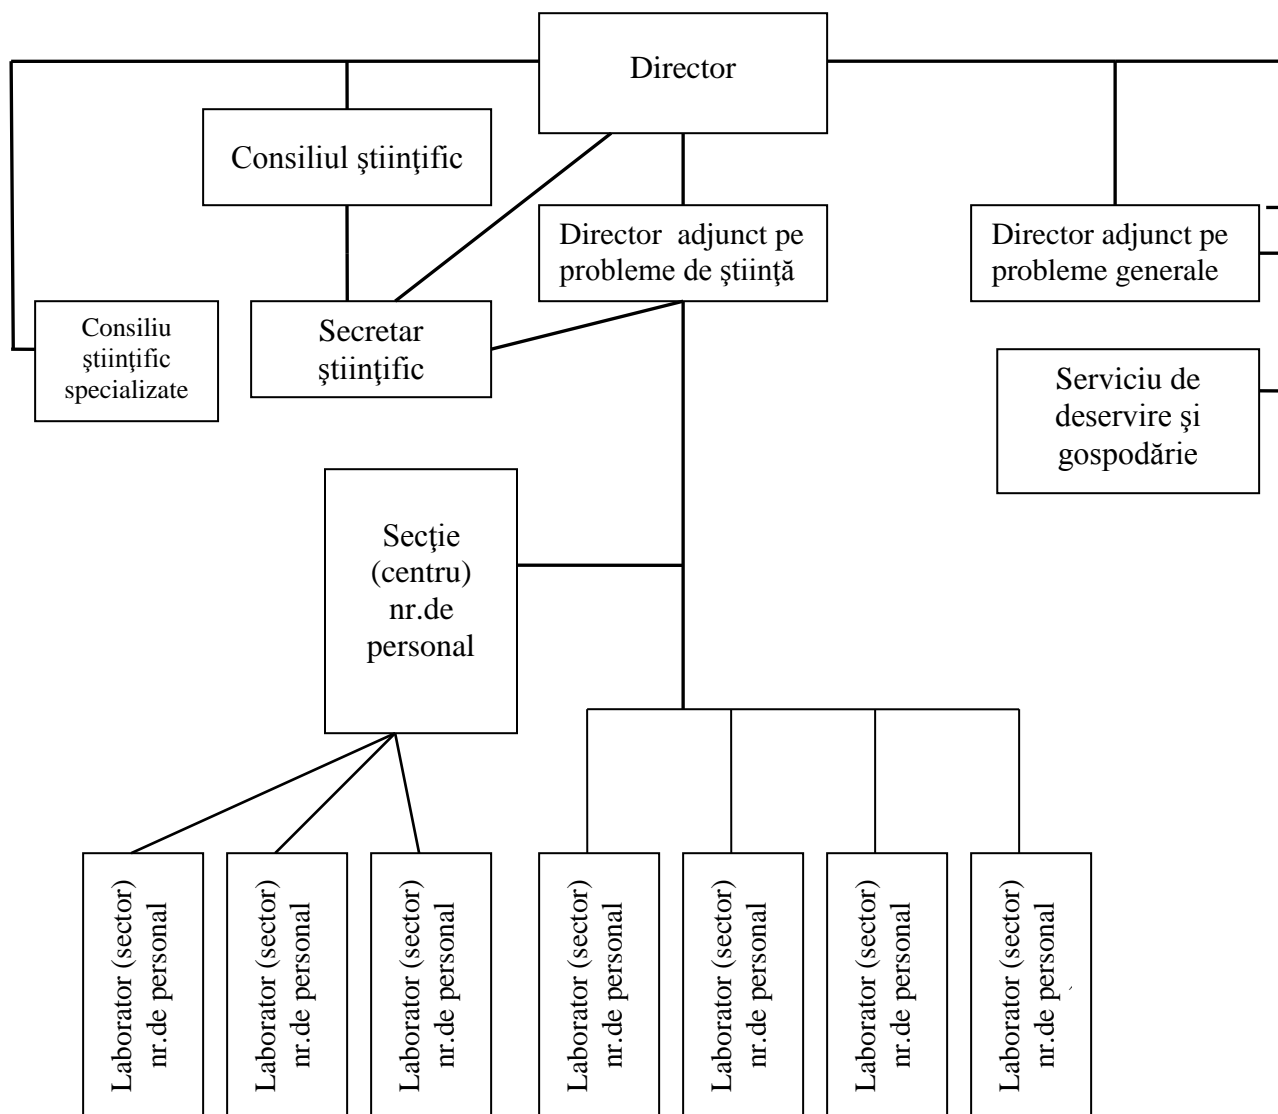 Director
Consiliul ştiinţific
Director adjunct pe
probleme de ştiinţă
Director adjunct pe
probleme generale
Consiliu
ştiinţific
specializate
Secretar
ştiinţific
Serviciu de
deservire şi
gospodărie
Secţie
(centru)
nr.de
personal
Laborator (sector)
nr.de personal
Laborator (sector)
nr.de personal
Laborator (sector)
nr.de personal
Laborator (sector)
nr.de personal
Laborator (sector)
nr.de personal
Laborator (sector)
nr.de personal
Laborator (sector)
nr.de personal